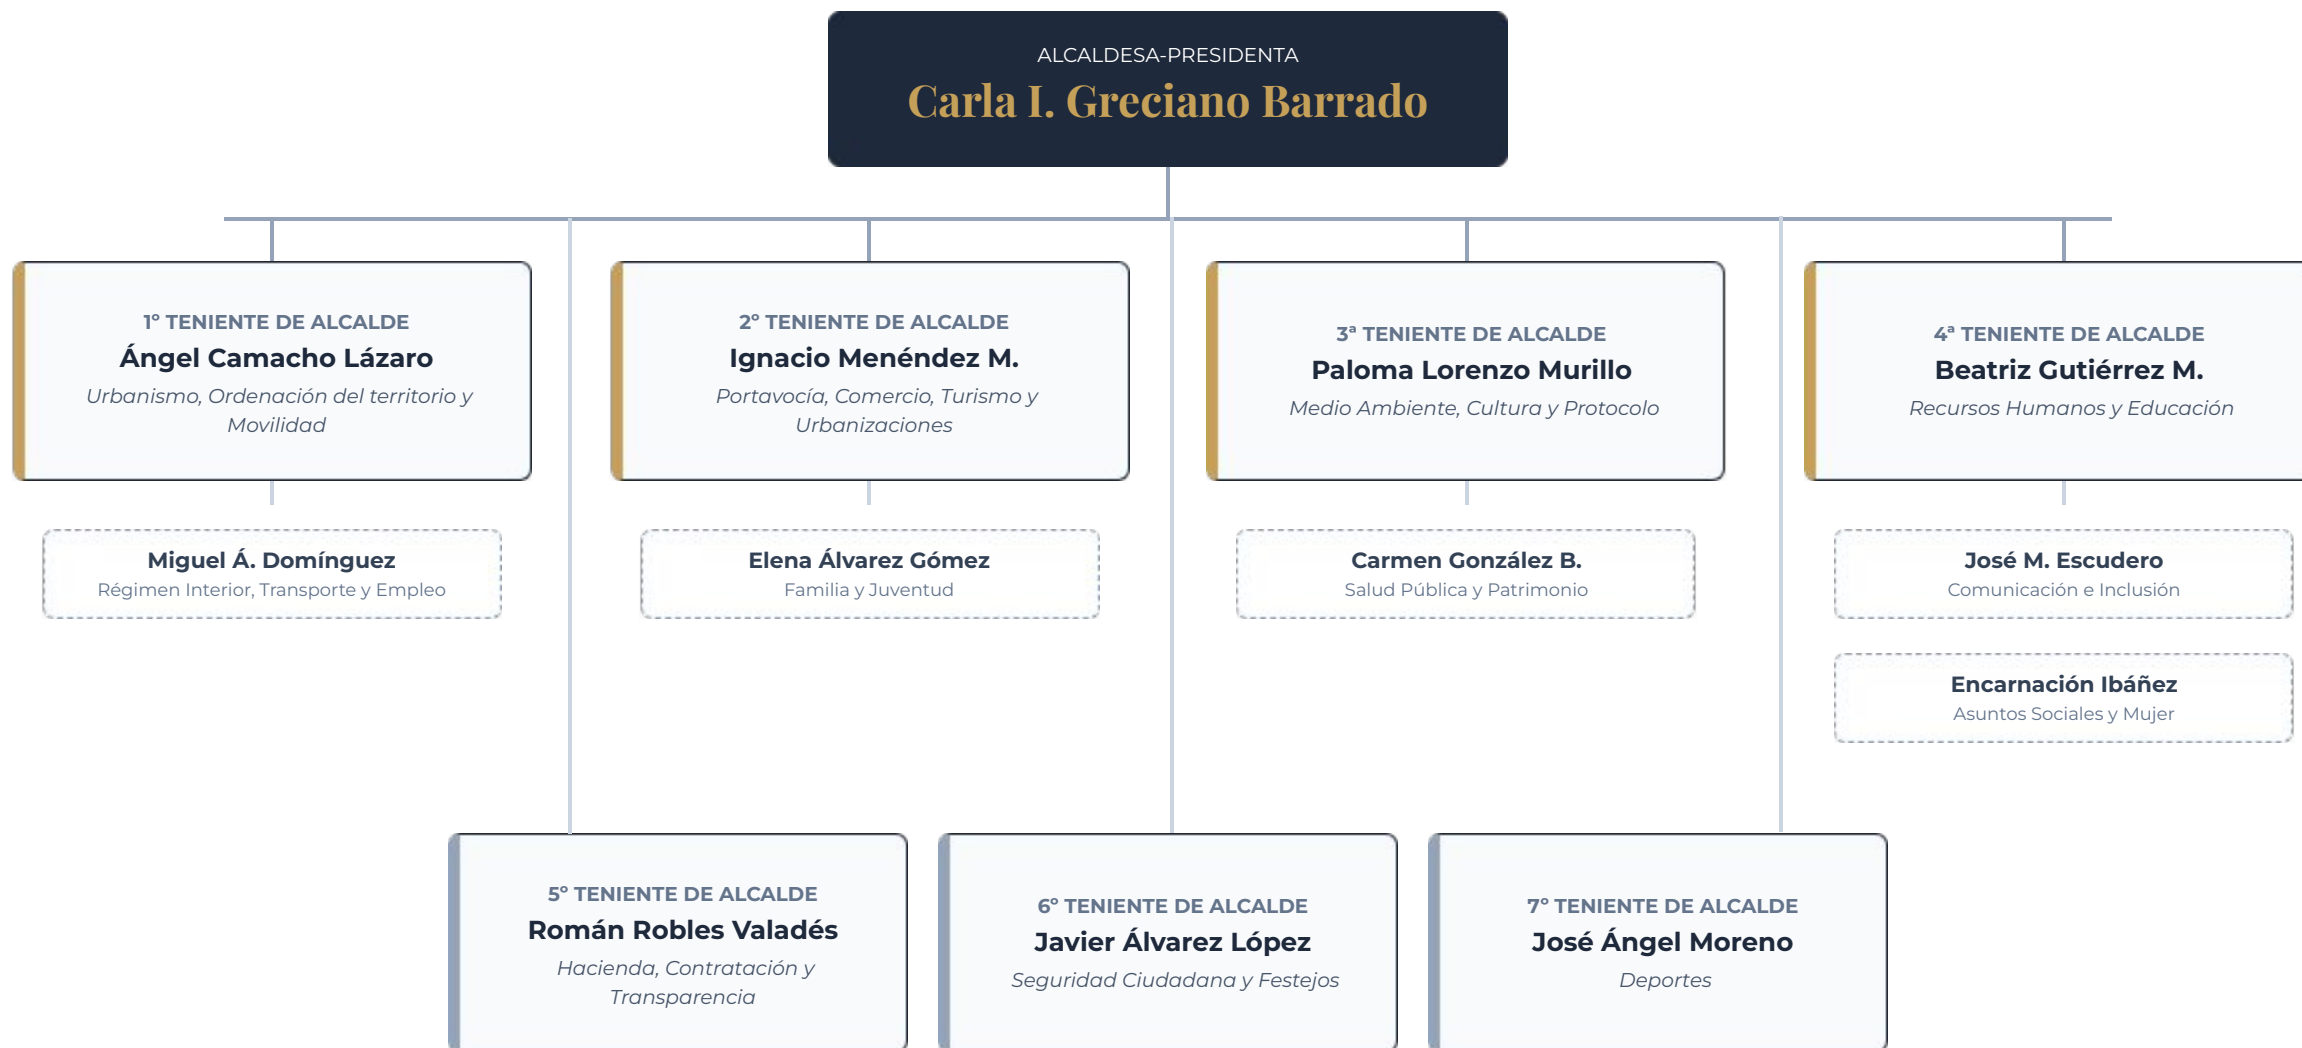 ALCALDESA-PRESIDENTA
Carla I. Greciano Barrado
1º TENIENTE DE ALCALDE
Ángel Camacho Lázaro
Urbanismo, Ordenación del territorio y
Movilidad
2º TENIENTE DE ALCALDE
Ignacio Menéndez M.
Portavocía, Comercio, Turismo y
Urbanizaciones
3ª TENIENTE DE ALCALDE
Paloma Lorenzo Murillo
Medio Ambiente, Cultura y Protocolo
4ª TENIENTE DE ALCALDE
Beatriz Gutiérrez M.
Recursos Humanos y Educación
Miguel Á. Domínguez
Régimen Interior, Transporte y Empleo
Elena Álvarez Gómez
Familia y Juventud
Carmen González B.
Salud Pública y Patrimonio
José M. Escudero
Comunicación e Inclusión
Encarnación Ibáñez
Asuntos Sociales y Mujer
5º TENIENTE DE ALCALDE
Román Robles Valadés
Hacienda, Contratación y
Transparencia
6º TENIENTE DE ALCALDE
Javier Álvarez López
Seguridad Ciudadana y Festejos
7º TENIENTE DE ALCALDE
José Ángel Moreno
Deportes